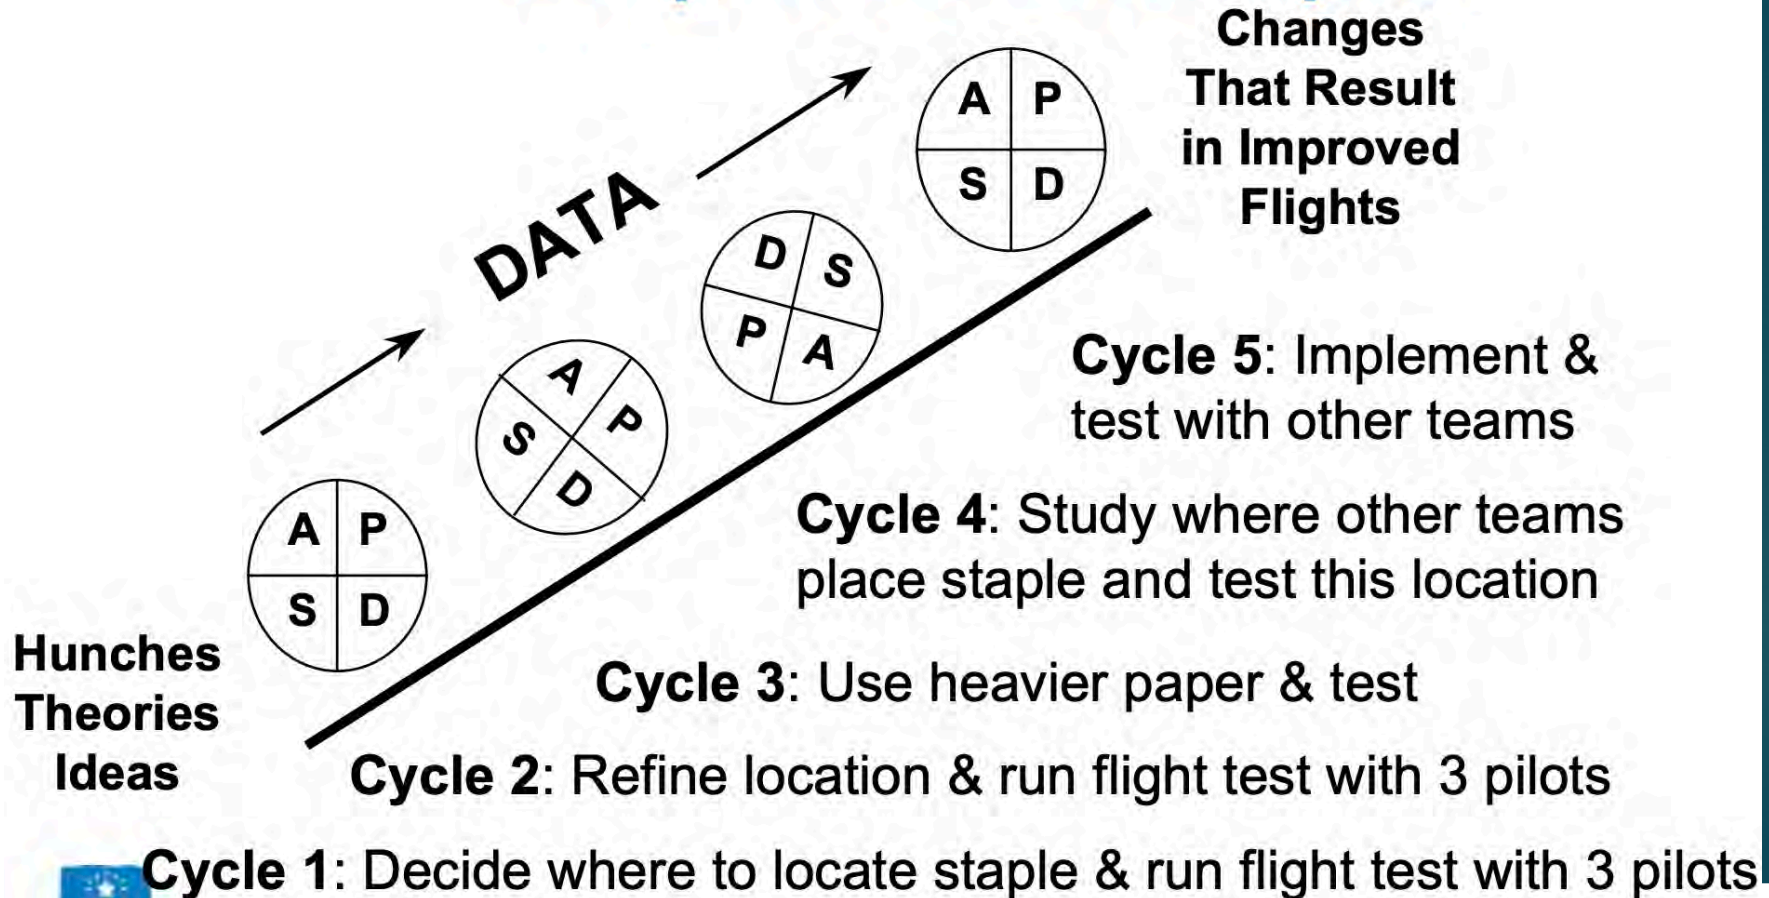 Changes
That Result
in Improved
Flights
DATA
A P
S D
D S
P A
A P
S D
A P
S D
Hunches
Theories
Ideas
Cycle 5: Implement &
test with other teams
Cycle 4: Study where other teams
place staple and test this location
Cycle 3: Use heavier paper & test
Cycle 2: Refine location & run flight test with 3 pilots
Cycle 1: Decide where to locate staple & run flight test with 3 pilots